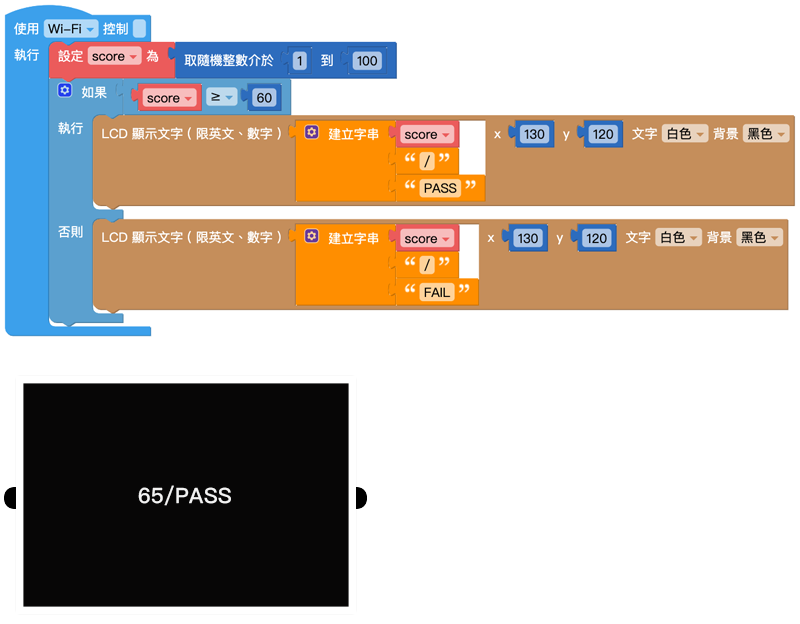 使用 Wi-Fi 控制
執行 設定 score 為 取隨機整數介於 1 到 100
如果 score ≥ 60
執行 LCD 顯示文字 ( 限英文、數字 ) 建立字串 score x 130 y 120 文字 白色 背景 黑色
“ / ”
“ PASS ”
否則 LCD 顯示文字 ( 限英文、數字 ) 建立字串 score x 130 y 120 文字 白色 背景 黑色
“ / ”
“ FAIL ”
65/PASS